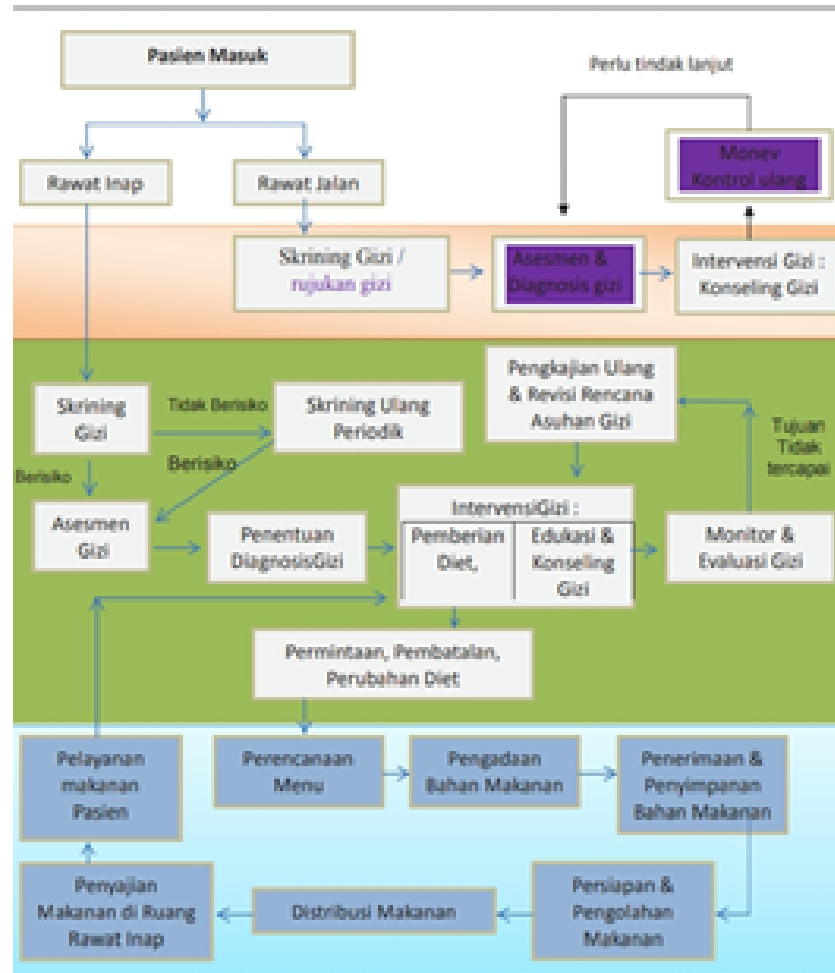 Pasien Masuk
Perlu tindak lanjut
Rawat Inap
Rawat Jalan
Monev
Kontrol ulang
Skrining Gizi /
rujukan gizi
Asesmen &
Diagnosis gizi
Intervensi Gizi :
Konseling Gizi
Skrining
Gizi
Tidak Berisiko
Skrining Ulang
Periodik
Pengkajian Ulang
& Revisi Rencana
Asuhan Gizi
Tujuan
Tidak
tercapai
Berisiko
Berisiko
Asesmen
Gizi
Penentuan
DiagnosisGizi
IntervensiGizi :
Pemberian
Diet,
Edukasi &
Konseling
Gizi
Monitor &
Evaluasi Gizi
Permintaan, Pembatalan,
Perubahan Diet
Pelayanan
makanan
Pasien
Perencanaan
Menu
Pengadaan
Bahan Makanan
Penerimaan &
Penyimpanan
Bahan Makanan
Penyajian
Makanan di Ruang
Rawat Inap
Distribusi Makanan
Persiapan &
Pengolahan
Makanan